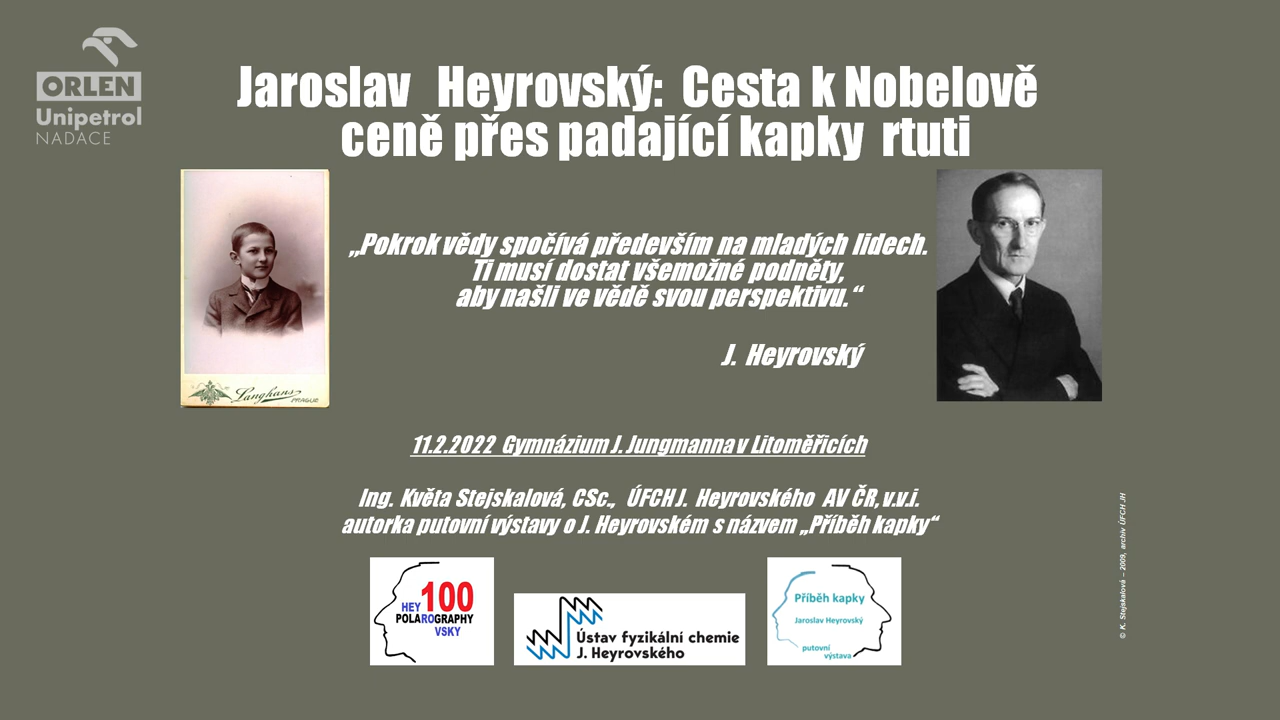 ORLEN
Unipetrol
NADACE
Jaroslav Heyrovský: Cesta k Nobelově
ceně přes padající kapky rtuti
„Pokrok vědy spočívá především na mladých lidech.
Ti musí dostat všemožné podněty,
aby našli ve vědě svou perspektivu.“
J. Heyrovský
Langhans
PRAGUE
11.2.2022 Gymnázium J. Jungmanna v Litoměřicích
Ing. Květa Stejskalová, CSc., ÚFCH J. Heyrovského AV ČR, v.v.i.
autorka putovní výstavy o J. Heyrovském s názvem „Příběh kapky“
HEY 100
POLAROGRAPHY
VSKY
Ústav fyzikální chemie
J. Heyrovského
Příběh kapky
Jaroslav Heyrovský
putovní
výstava
© K. Stejskalová – 2009, archiv ÚFCH JH